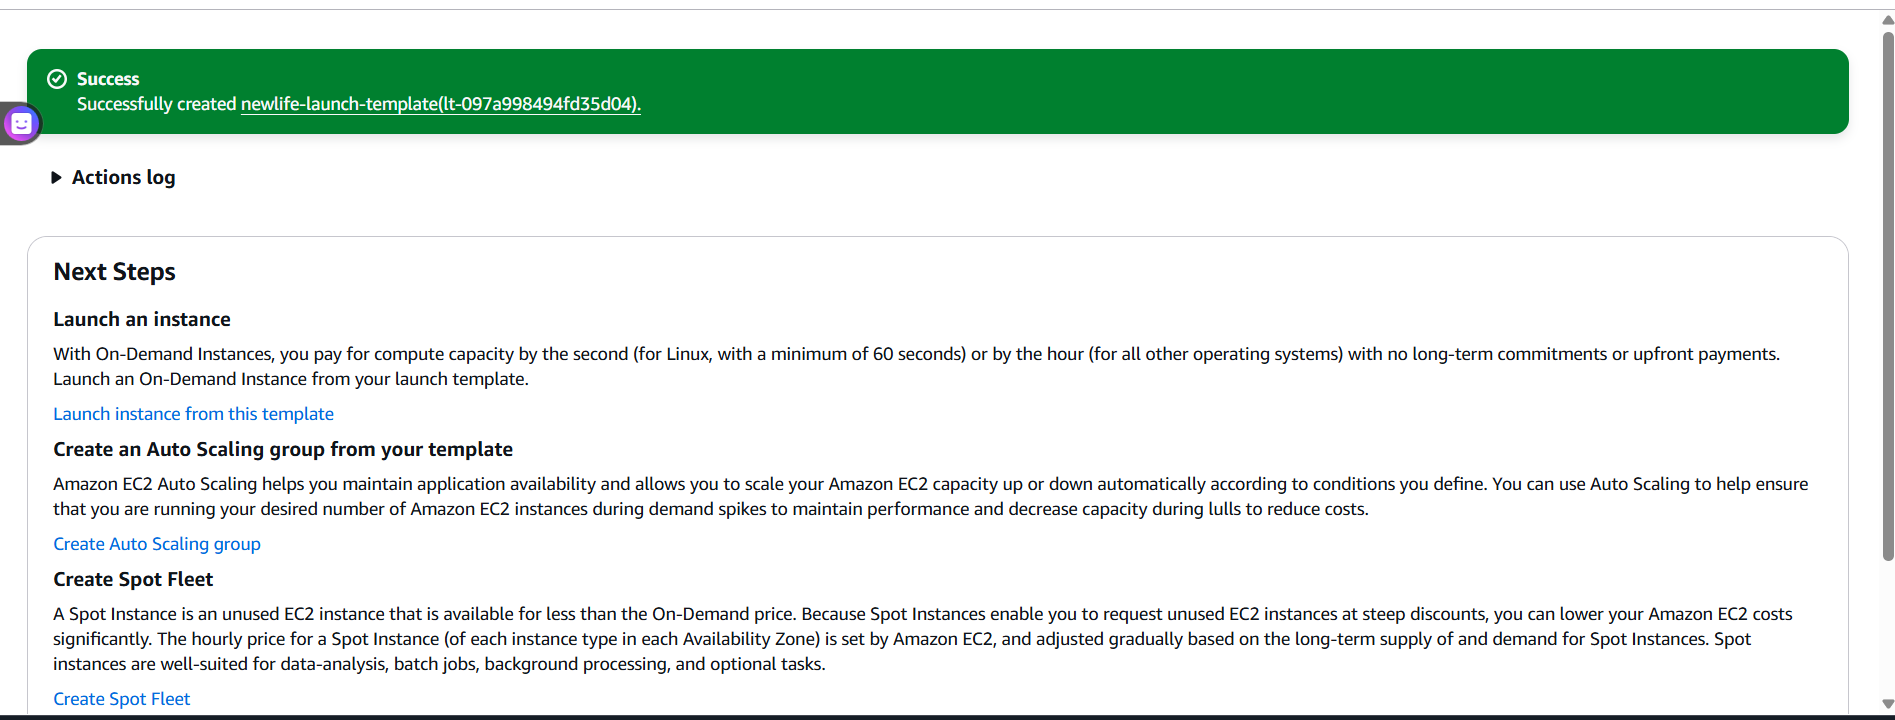 Success
Successfully created newlife-launch-template(lt-097a998494fd35d04).
Actions log
Next Steps
Launch an instance
With On-Demand Instances, you pay for compute capacity by the second (for Linux, with a minimum of 60 seconds) or by the hour (for all other operating systems) with no long-term commitments or upfront payments.
Launch an On-Demand Instance from your launch template.
Launch instance from this template
Create an Auto Scaling group from your template
Amazon EC2 Auto Scaling helps you maintain application availability and allows you to scale your Amazon EC2 capacity up or down automatically according to conditions you define. You can use Auto Scaling to help ensure
that you are running your desired number of Amazon EC2 instances during demand spikes to maintain performance and decrease capacity during lulls to reduce costs.
Create Auto Scaling group
Create Spot Fleet
A Spot Instance is an unused EC2 instance that is available for less than the On-Demand price. Because Spot Instances enable you to request unused EC2 instances at steep discounts, you can lower your Amazon EC2 costs
significantly. The hourly price for a Spot Instance (of each instance type in each Availability Zone) is set by Amazon EC2, and adjusted gradually based on the long-term supply of and demand for Spot Instances. Spot
instances are well-suited for data-analysis, batch jobs, background processing, and optional tasks.
Create Spot Fleet